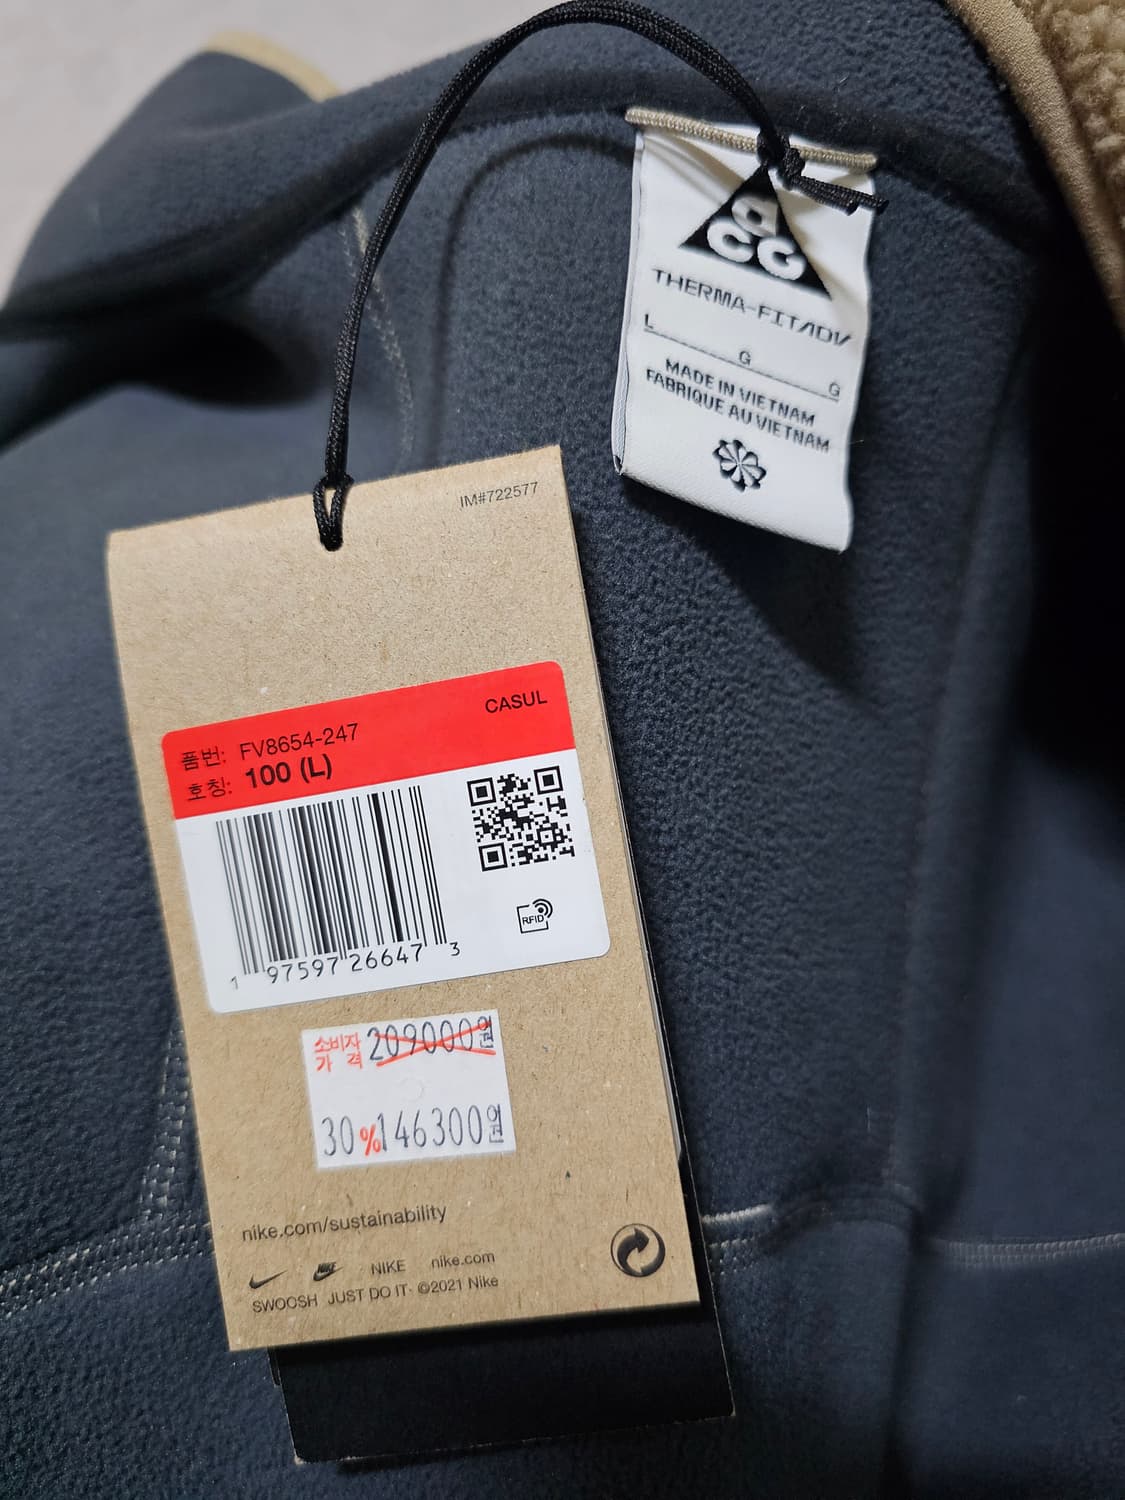 ACG
THERMA-FIT ADV
L
G
G
MADE IN VIETNAM
FABRIQUE AU VIETNAM
IM#722577
CASUL
품번: FV8654-247
호칭: 100 (L)
RFID
1 97597 26647 3
소비자 209000원
가 격
30% 146300원
nike.com/sustainability
NIKE nike.com
SWOOSH JUST DO IT· ©2021 Nike